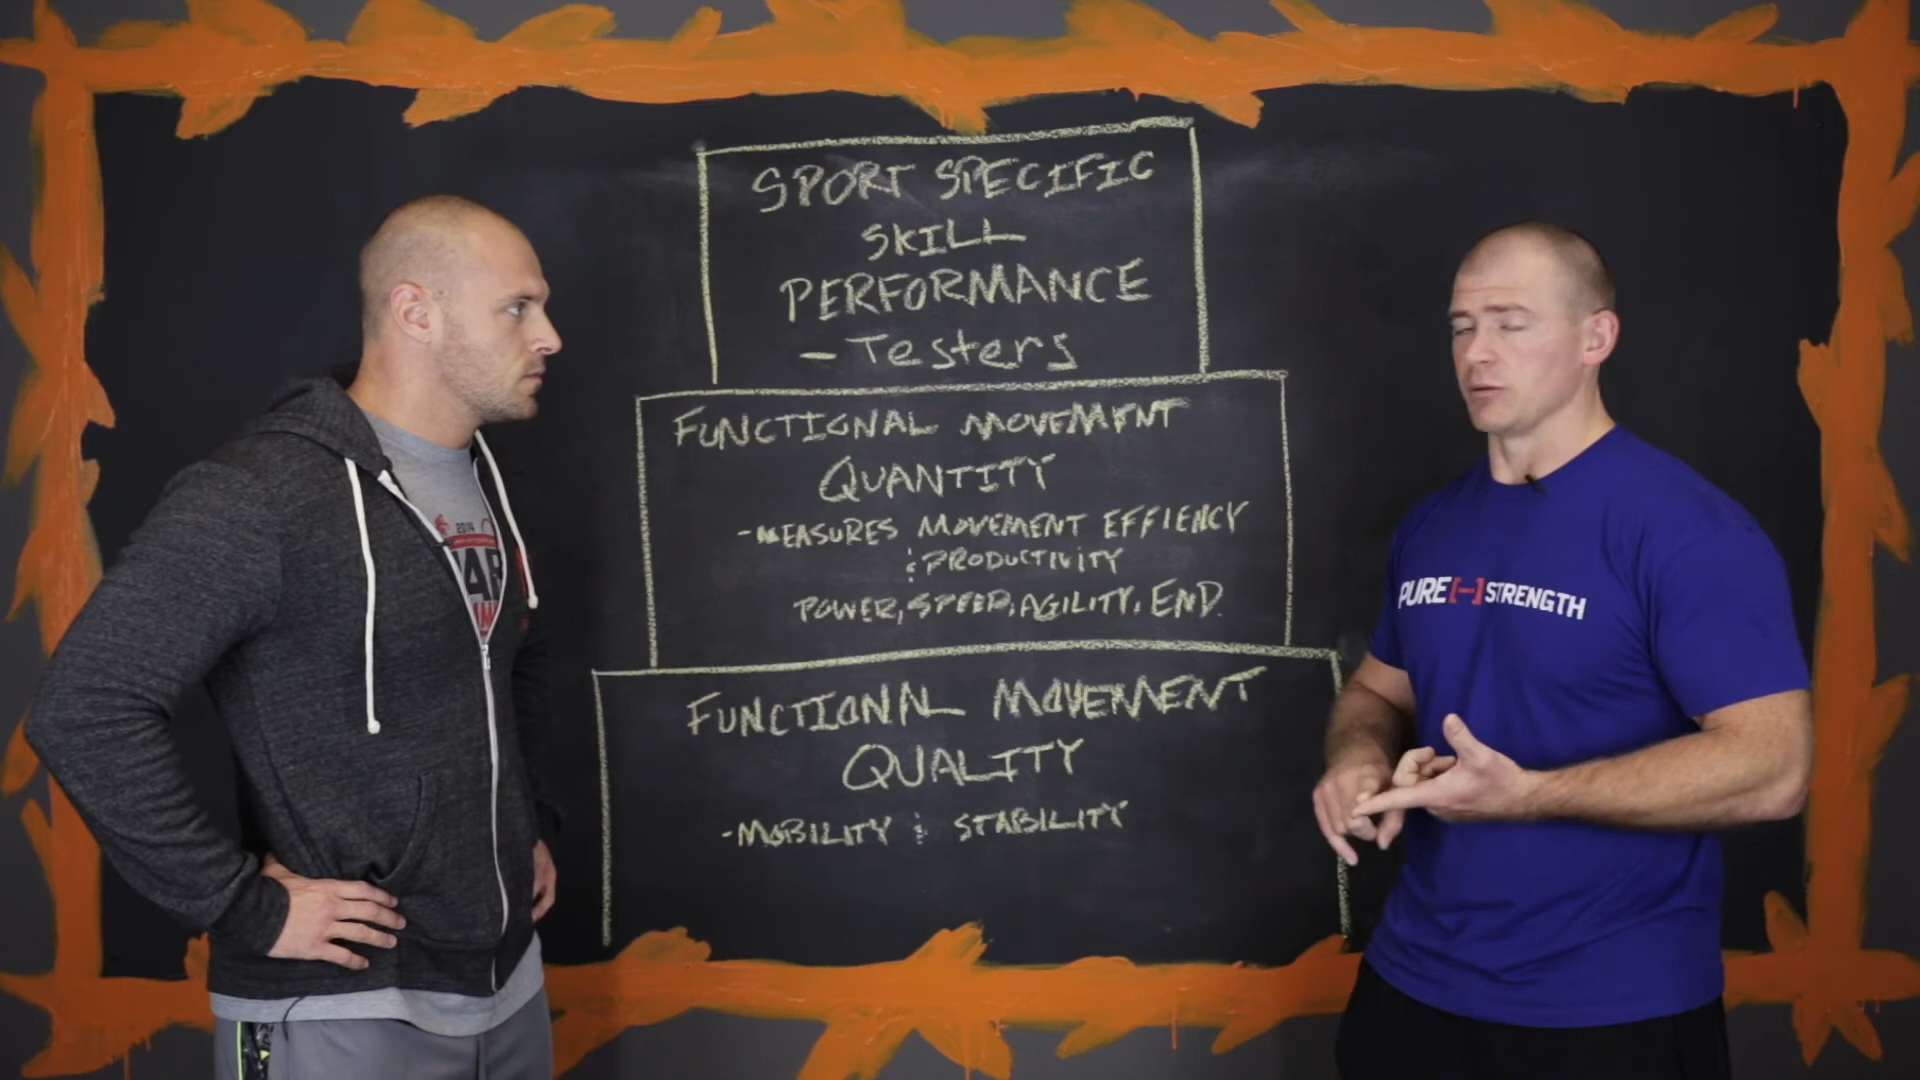 SPORT SPECIFIC
SKILL
PERFORMANCE
- Testers
FUNCTIONAL MOVEMENT
QUANTITY
- MEASURES MOVEMENT EFFIENCY
& PRODUCTIVITY
POWER, SPEED, AGILITY, END.
FUNCTIONAL MOVEMENT
QUALITY
- MOBILITY & STABILITY
2014
PURE [--] STRENGTH